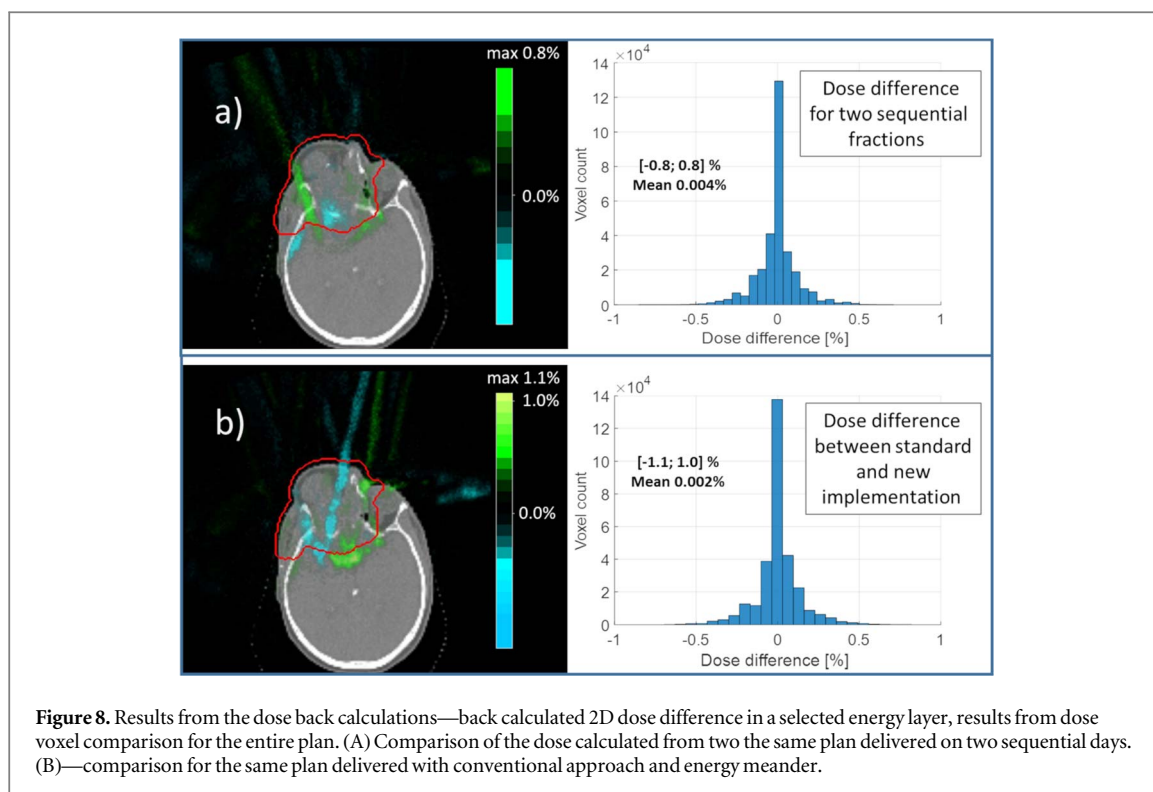 max 0.8%
a)
0.0%
×10⁴
14
12
10
8
6
4
2
0
Voxel count
[-0.8; 0.8] %
Mean 0.004%
Dose difference
for two sequential
fractions
-1
-0.5
0
0.5
1
Dose difference [%]
max 1.1%
1.0%
b)
0.0%
×10⁴
14
12
10
8
6
4
2
0
Voxel count
[-1.1; 1.0] %
Mean 0.002%
Dose difference
between standard
and new
implementation
-1
-0.5
0
0.5
1
Dose difference [%]
Figure 8. Results from the dose back calculations—back calculated 2D dose difference in a selected energy layer, results from dose
voxel comparison for the entire plan. (A) Comparison of the dose calculated from two the same plan delivered on two sequential days.
(B)—comparison for the same plan delivered with conventional approach and energy meander.